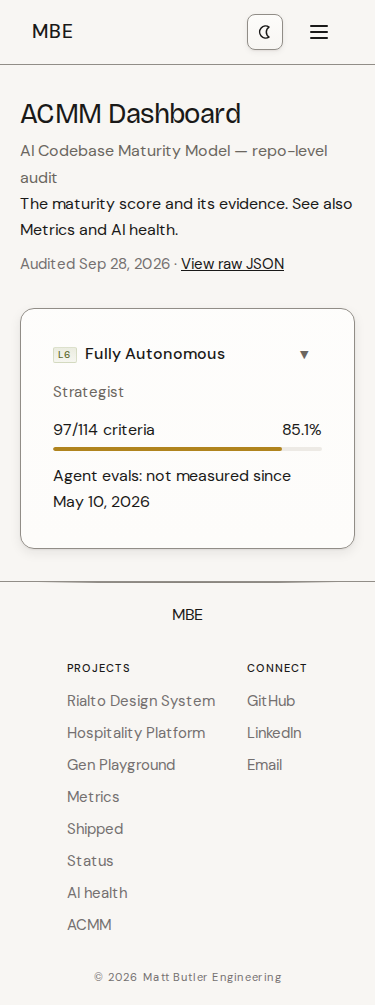 MBE
ACMM Dashboard
AI Codebase Maturity Model — repo-level
audit
The maturity score and its evidence. See also
Metrics and AI health.
Audited Sep 28, 2026 · View raw JSON
L6 Fully Autonomous ▼
Strategist
97/114 criteria 85.1%
Agent evals: not measured since
May 10, 2026
MBE
PROJECTS
Rialto Design System
Hospitality Platform
Gen Playground
Metrics
Shipped
Status
AI health
ACMM
CONNECT
GitHub
LinkedIn
Email
© 2026 Matt Butler Engineering